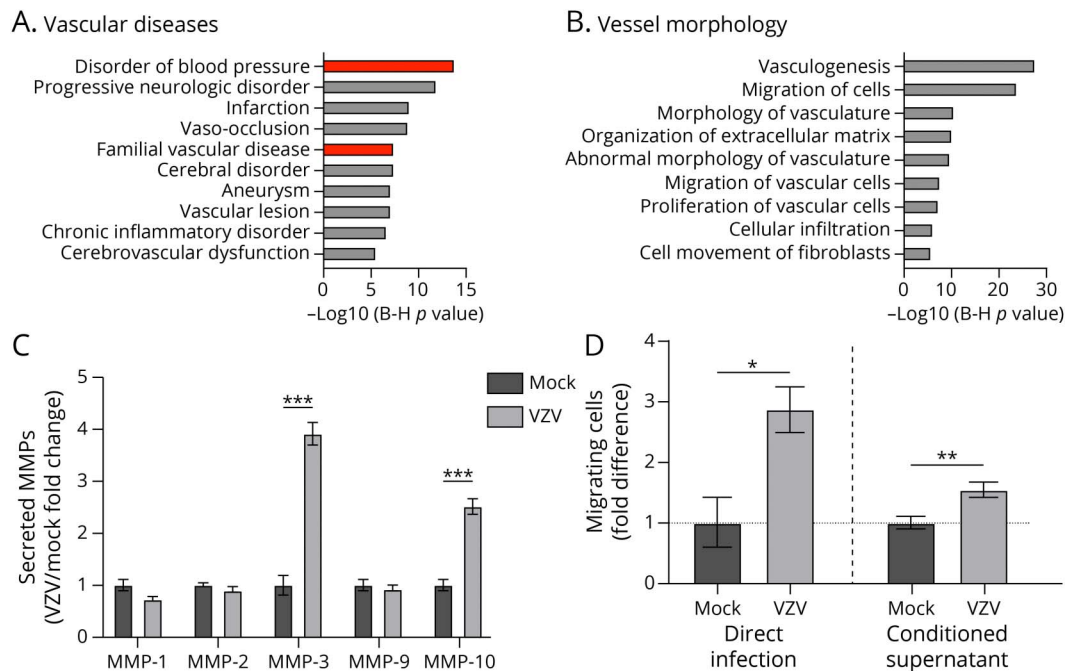 A. Vascular diseases
Disorder of blood pressure
Progressive neurologic disorder
Infarction
Vaso-occlusion
Familial vascular disease
Cerebral disorder
Aneurysm
Vascular lesion
Chronic inflammatory disorder
Cerebrovascular dysfunction
0 5 10 15
–Log10 (B-H p value)
B. Vessel morphology
Vasculogenesis
Migration of cells
Morphology of vasculature
Organization of extracellular matrix
Abnormal morphology of vasculature
Migration of vascular cells
Proliferation of vascular cells
Cellular infiltration
Cell movement of fibroblasts
0 10 20 30
–Log10 (B-H p value)
C
Secreted MMPs
(VZV/mock fold change)
5
4
3
2
1
0
***
***
Mock
VZV
MMP-1 MMP-2 MMP-3 MMP-9 MMP-10
D
Migrating cells
(fold difference)
4
3
2
1
0
*
**
Mock VZV Mock VZV
Direct
infection
Conditioned
supernatant